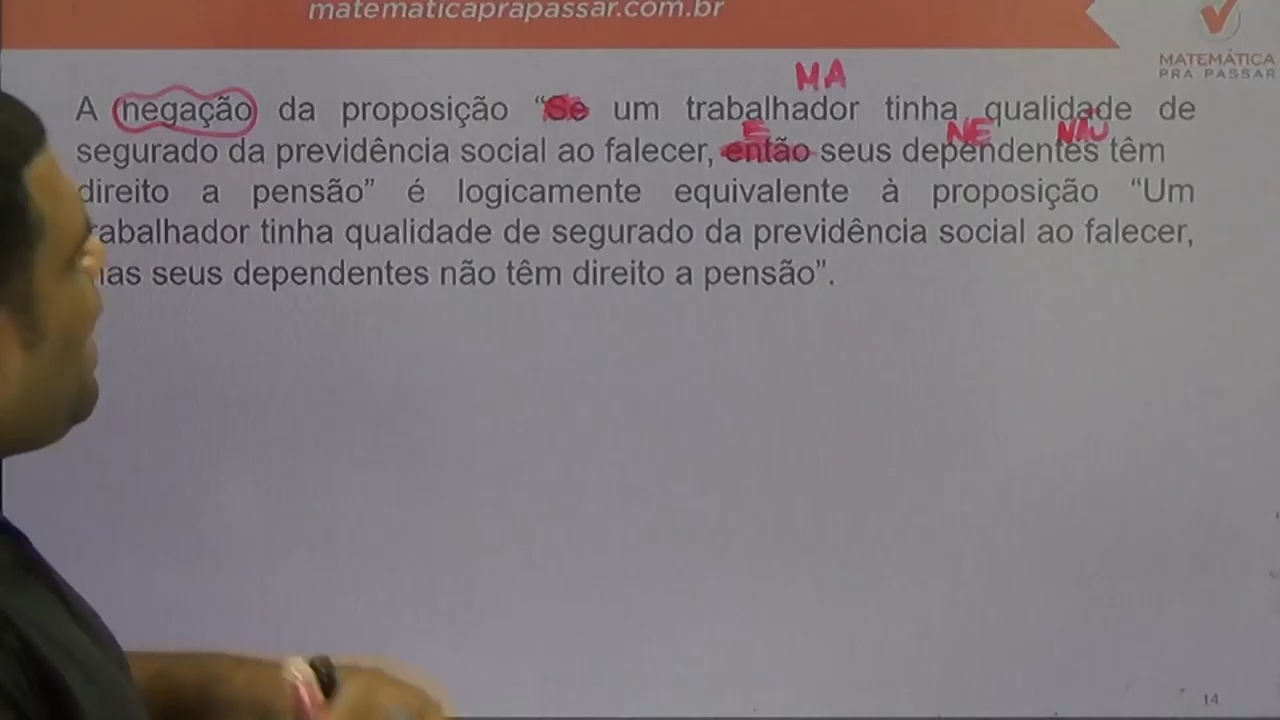 matematicaprapassar.com.br
MATEMÁTICA
PRA PASSAR
MA
A negação da proposição “Se um trabalhador tinha qualidade de
E NE NÃO
segurado da previdência social ao falecer, então seus dependentes têm
direito a pensão” é logicamente equivalente à proposição “Um
trabalhador tinha qualidade de segurado da previdência social ao falecer,
mas seus dependentes não têm direito a pensão”.
14